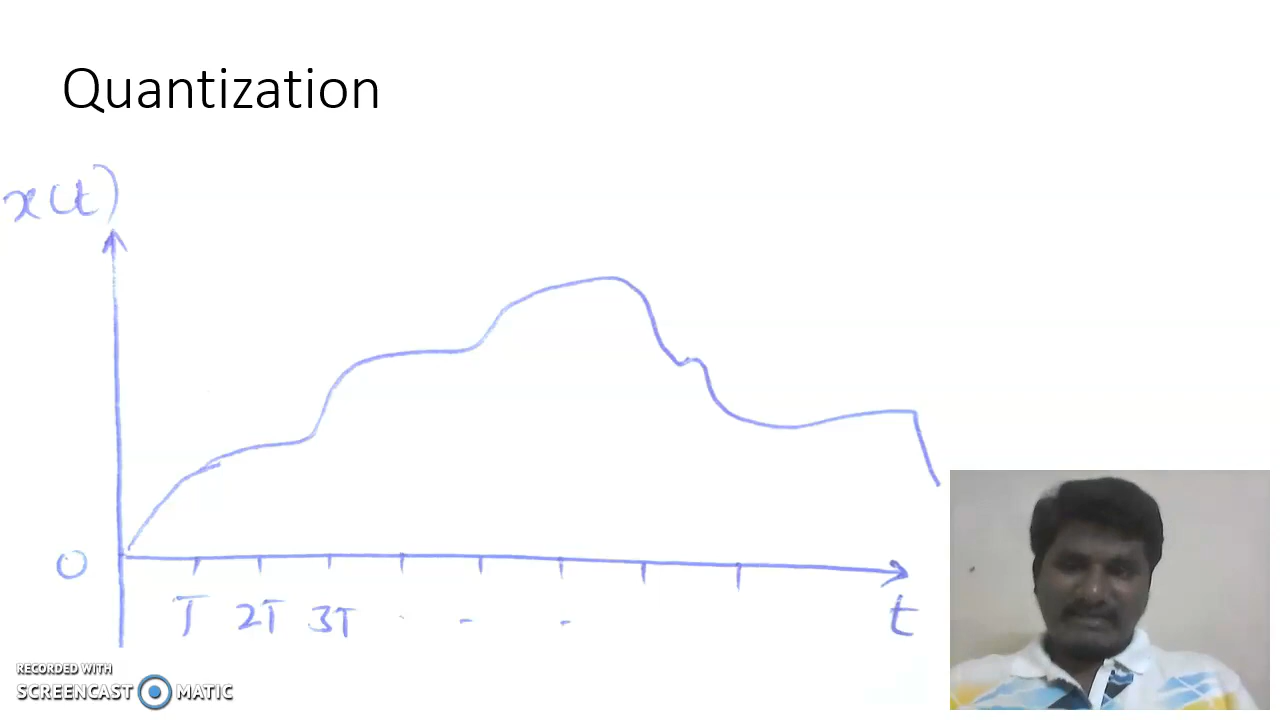 Quantization
x(t)
0
T 2T 3T . - -
t
RECORDED WITH
SCREENCAST MATIC